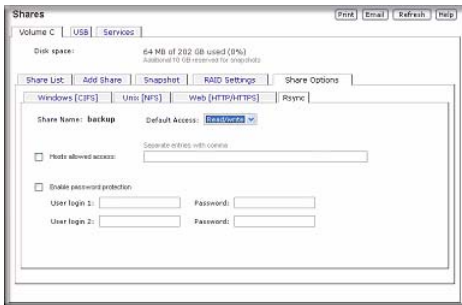 Shares
Print Email Refresh Help
Volume C USB Services
Disk space: 64 MB of 202 GB used (0%)
Additional 10 GB reserved for snapshots
Share List Add Share Snapshot RAID Settings Share Options
Windows [CIFS] Unix [NFS] Web [HTTP/HTTPS] Rsync
Share Name: backup Default Access: Read/write
Separate entries with comma
Hosts allowed access:
Enable password protection
User login 1: Password:
User login 2: Password: